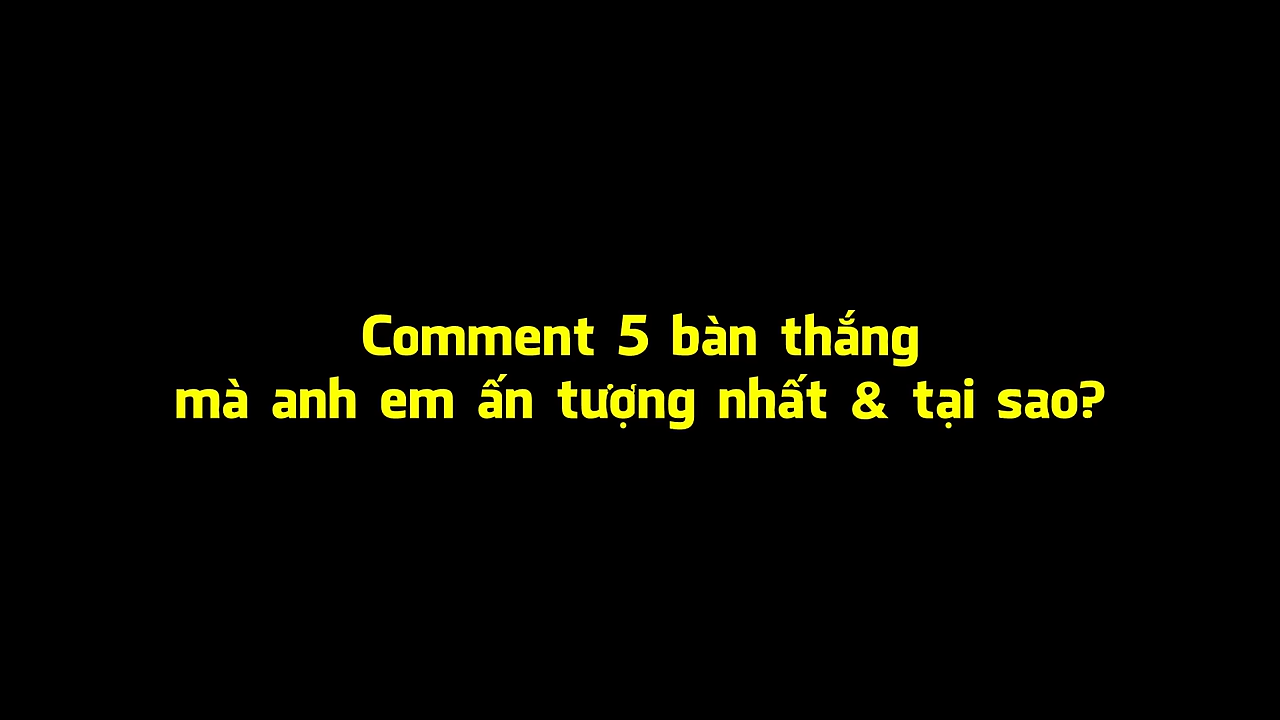 Comment 5 bàn thắng
mà anh em ấn tượng nhất & tại sao?